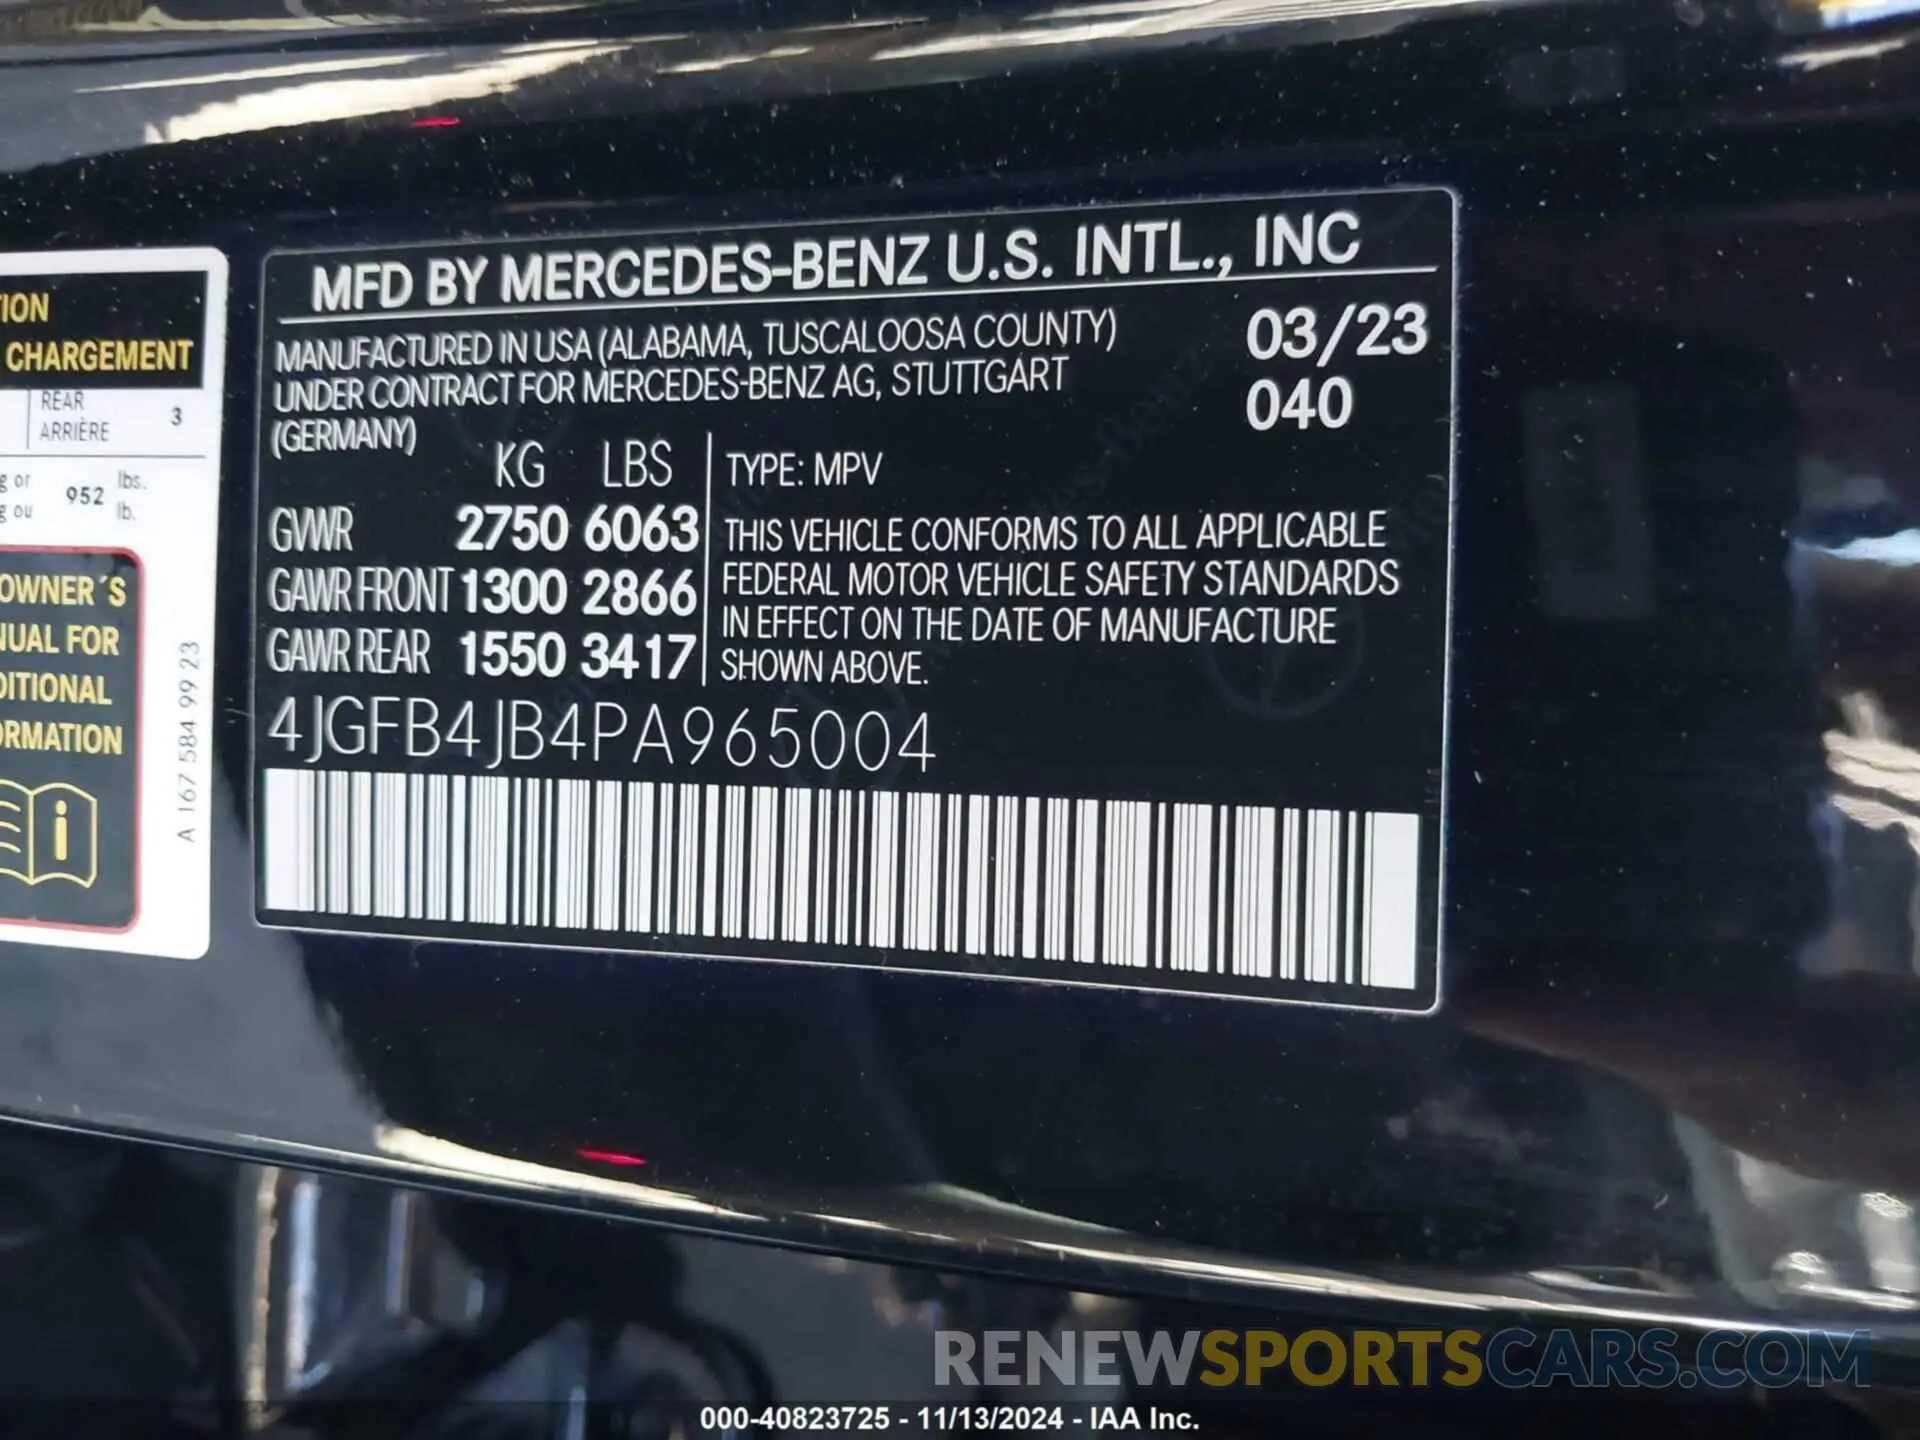 MFD BY MERCEDES-BENZ U.S. INTL., INC
MANUFACTURED IN USA (ALABAMA, TUSCALOOSA COUNTY)
UNDER CONTRACT FOR MERCEDES-BENZ AG, STUTTGART
(GERMANY)
03/23
040
KG LBS
GVWR 2750 6063
GAWR FRONT 1300 2866
GAWR REAR 1550 3417
TYPE: MPV
THIS VEHICLE CONFORMS TO ALL APPLICABLE
FEDERAL MOTOR VEHICLE SAFETY STANDARDS
IN EFFECT ON THE DATE OF MANUFACTURE
SHOWN ABOVE.
4JGFB4JB4PA965004
CHARGEMENT
REAR
ARRIÈRE
3
or 952 lbs.
ou lb.
OWNER´S
FOR
A 167 584 99 23
RENEWSPORTSCARS.COM
000-40823725 - 11/13/2024 - IAA Inc.